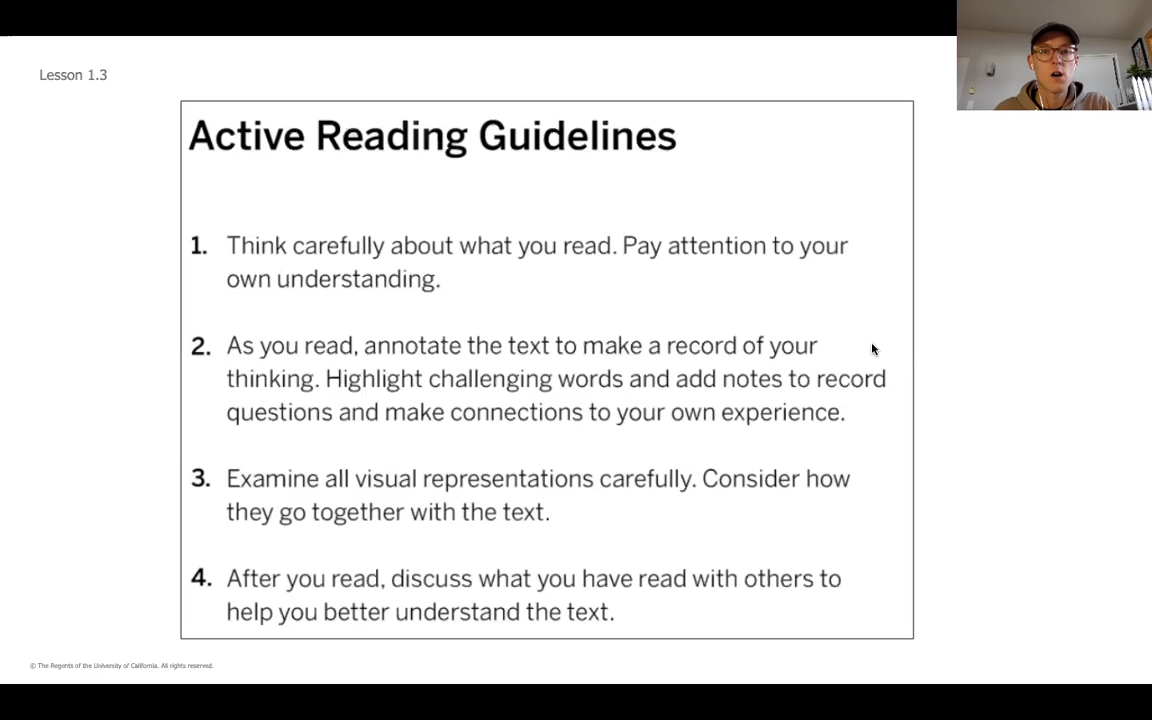 Lesson 1.3
Active Reading Guidelines
1. Think carefully about what you read. Pay attention to your
own understanding.
2. As you read, annotate the text to make a record of your
thinking. Highlight challenging words and add notes to record
questions and make connections to your own experience.
3. Examine all visual representations carefully. Consider how
they go together with the text.
4. After you read, discuss what you have read with others to
help you better understand the text.
© The Regents of the University of California. All rights reserved.